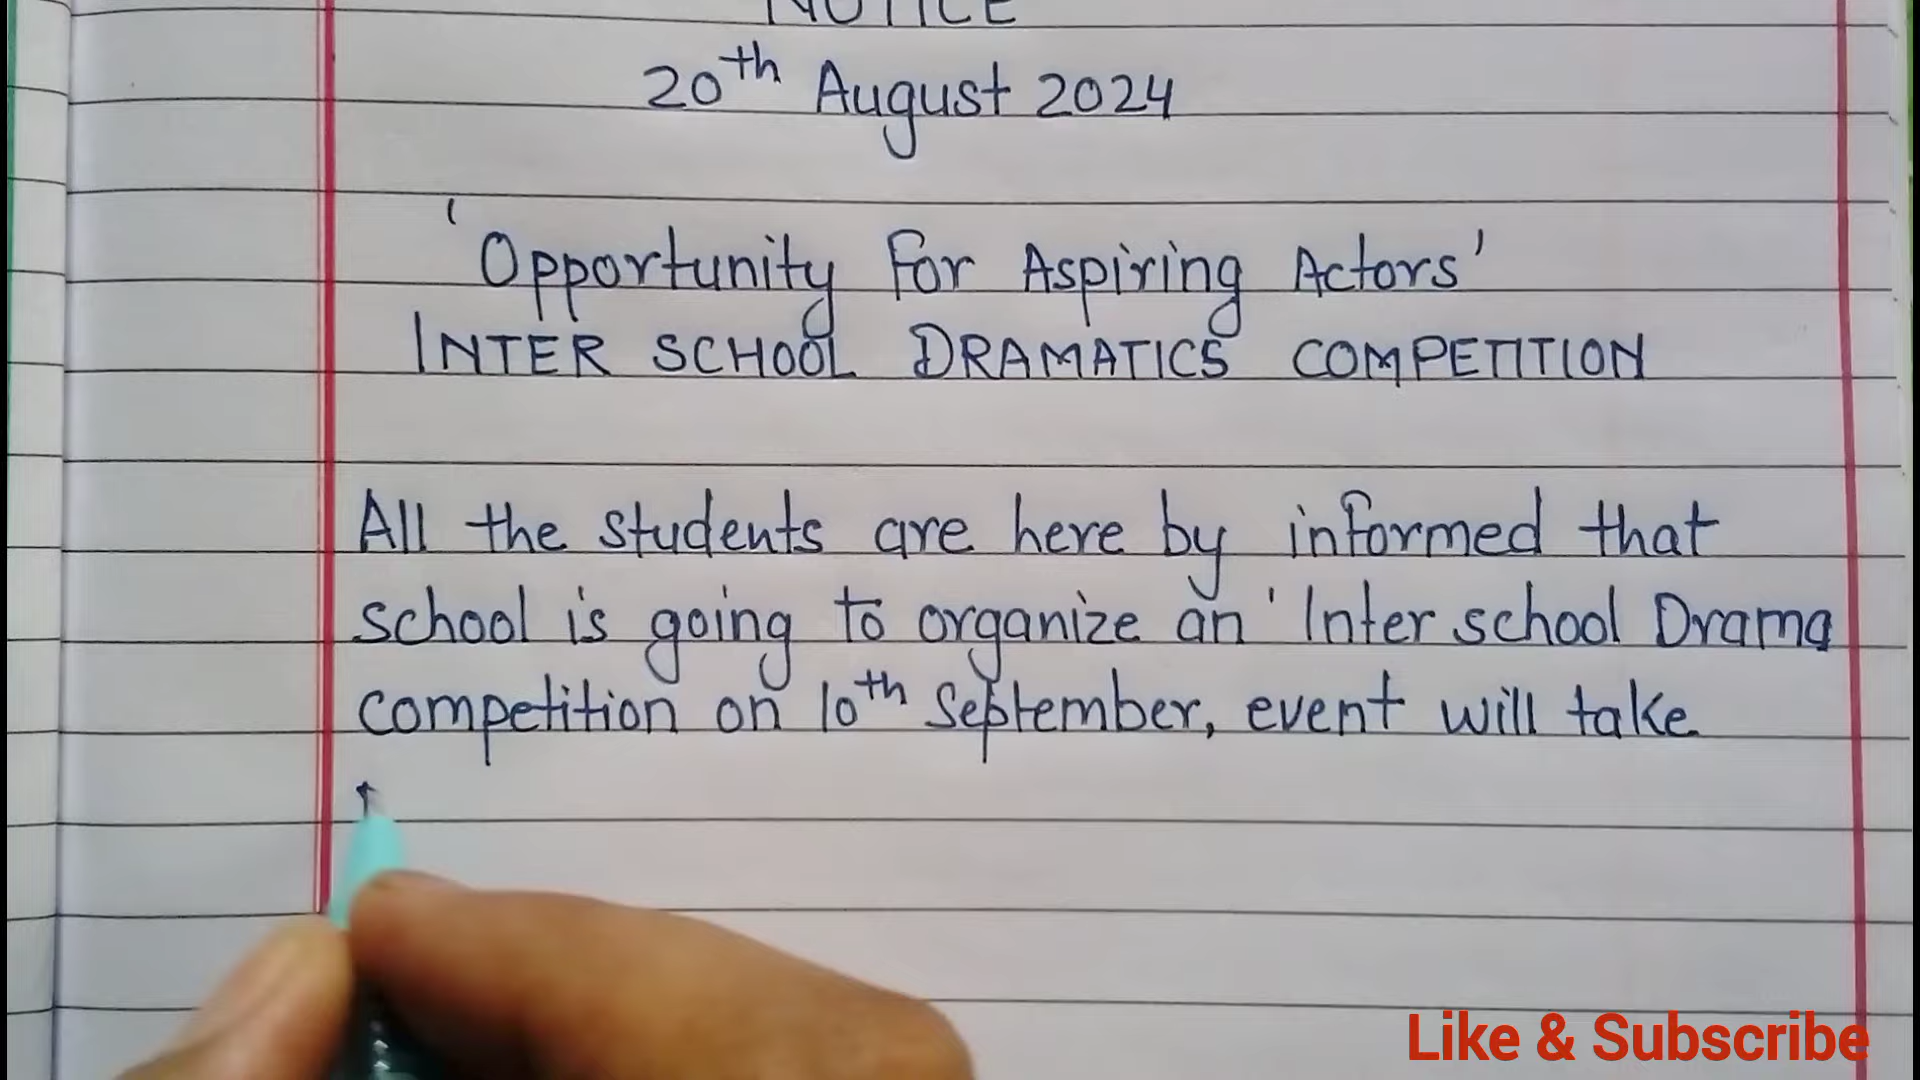 NOTICE
20th August 2024
'Opportunity For Aspiring Actors'
INTER SCHOOL DRAMATICS COMPETITION
All the students are here by informed that
school is going to organize an 'Inter school Drama
competition on 10th September, event will take
Like & Subscribe